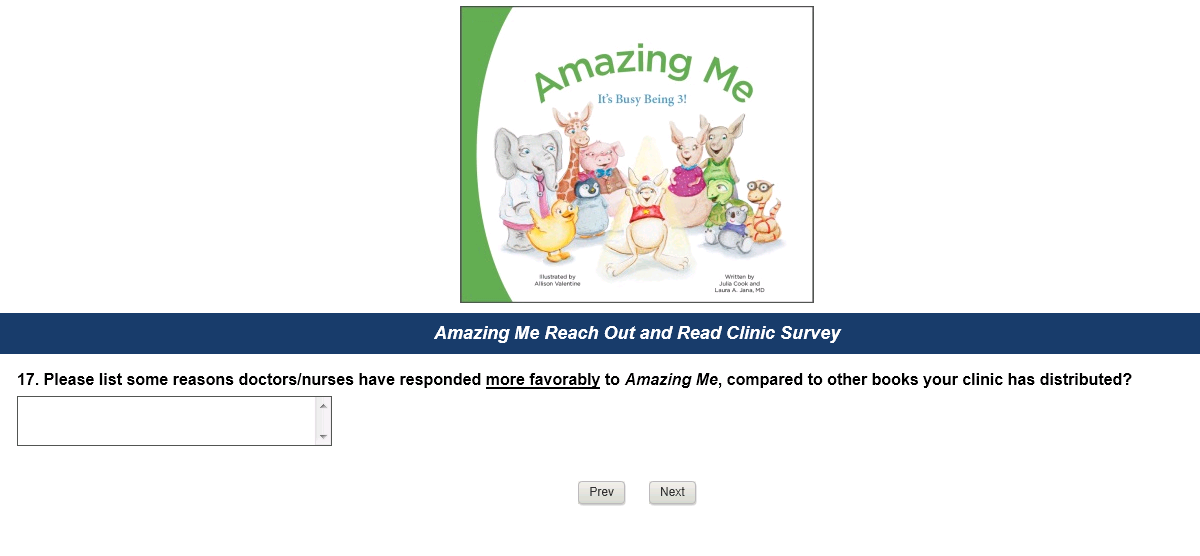 Amazing Me
It's Busy Being 3!
Illustrated by
Allison Valentine
Written by
Julia Cook and
Laura A. Jana, MD
Amazing Me Reach Out and Read Clinic Survey
17. Please list some reasons doctors/nurses have responded more favorably to Amazing Me, compared to other books your clinic has distributed?
Prev
Next